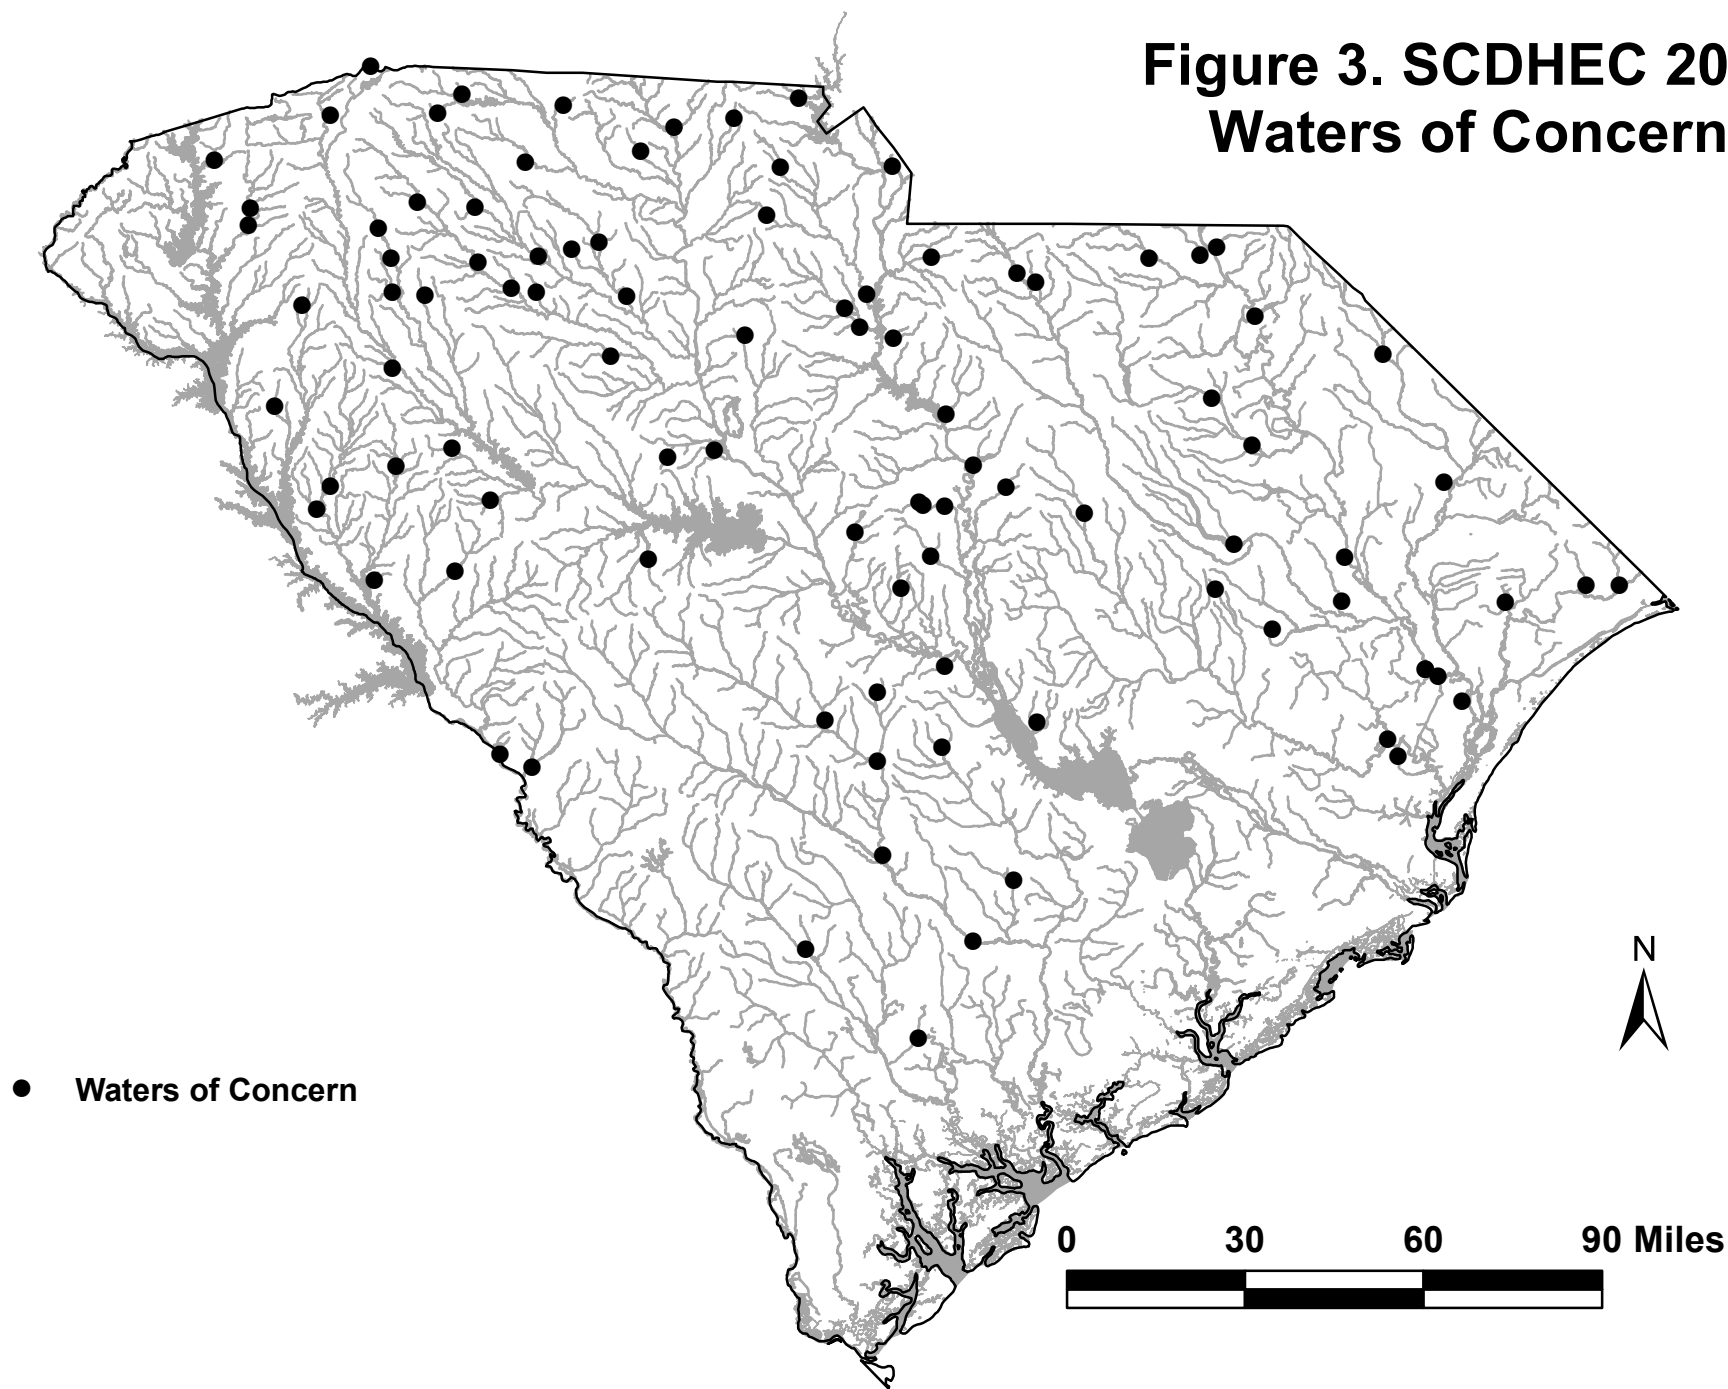 Figure 3. SCDHEC 20
Waters of Concern
N
Waters of Concern
0 30 60 90 Miles